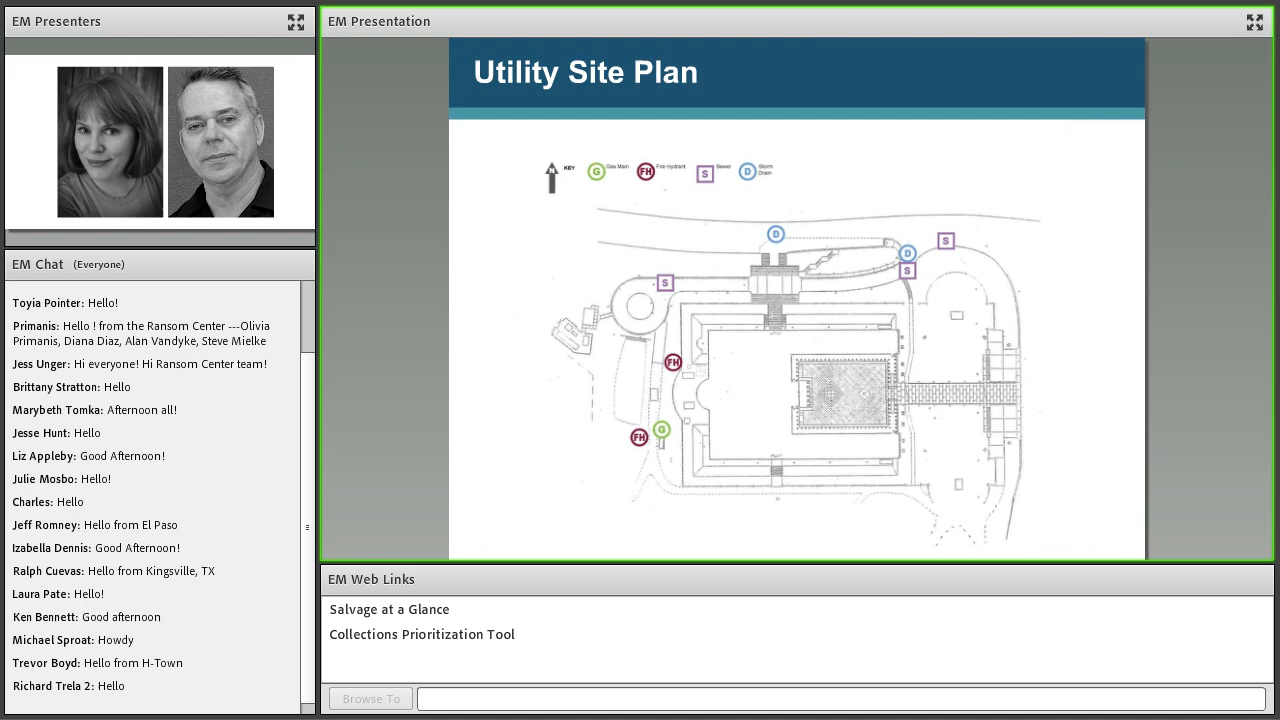 EM Presenters
EM Chat (Everyone)
Toyia Pointer: Hello!
Primanis: Hello! from the Ransom Center ---Olivia
Primanis, Dana Diaz, Alan Vandyke, Steve Mielke
Jess Unger: Hi everyone! Hi Ransom Center team!
Brittany Stratton: Hello
Marybeth Tomka: Afternoon all!
Jesse Hunt: Hello
Liz Appleby: Good Afternoon!
Julie Mosbo: Hello!
Charles: Hello
Jeff Romney: Hello from El Paso
Izabella Dennis: Good Afternoon!
Ralph Cuevas: Hello from Kingsville, TX
Laura Pate: Hello!
Ken Bennett: Good afternoon
Michael Sproat: Howdy
Trevor Boyd: Hello from H-Town
Richard Trela 2: Hello
EM Presentation
Utility Site Plan
N KEY G Gas Main FH Fire Hydrant S Sewer D Storm
Drain
D
S
D
S
S
FH
G
FH
EM Web Links
Salvage at a Glance
Collections Prioritization Tool
Browse To